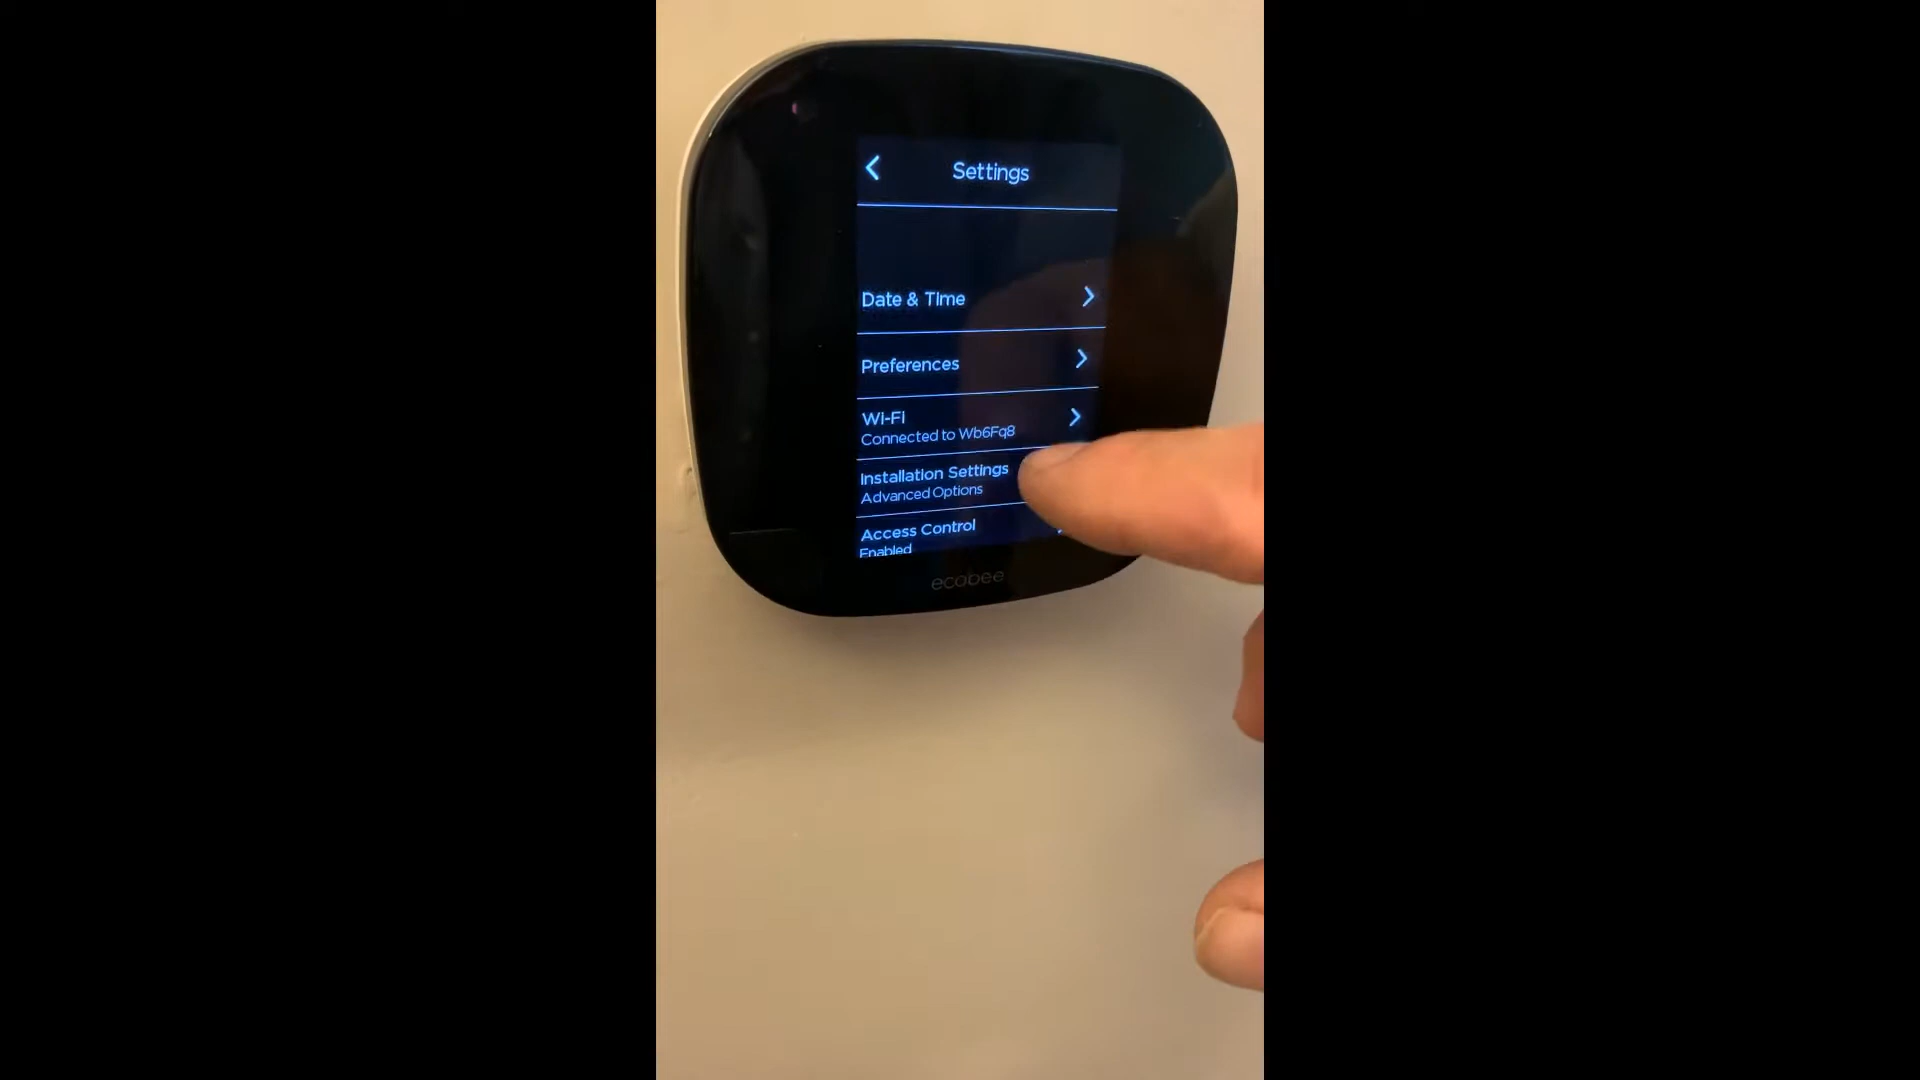 Settings
Date & Time
Preferences
Wi-Fi
Connected to Wb6Fq8
Installation Settings
Advanced Options
Access Control
Enabled
ecobee